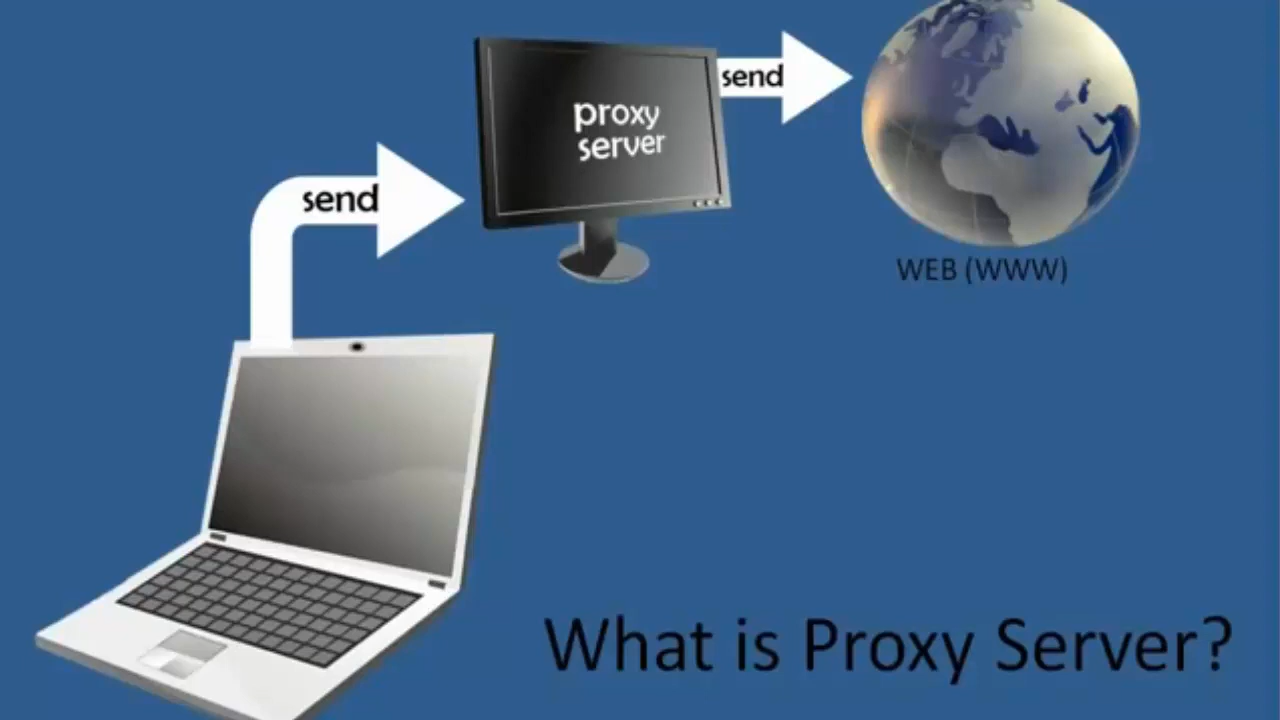 send
proxy
server
send
WEB (WWW)
What is Proxy Server?